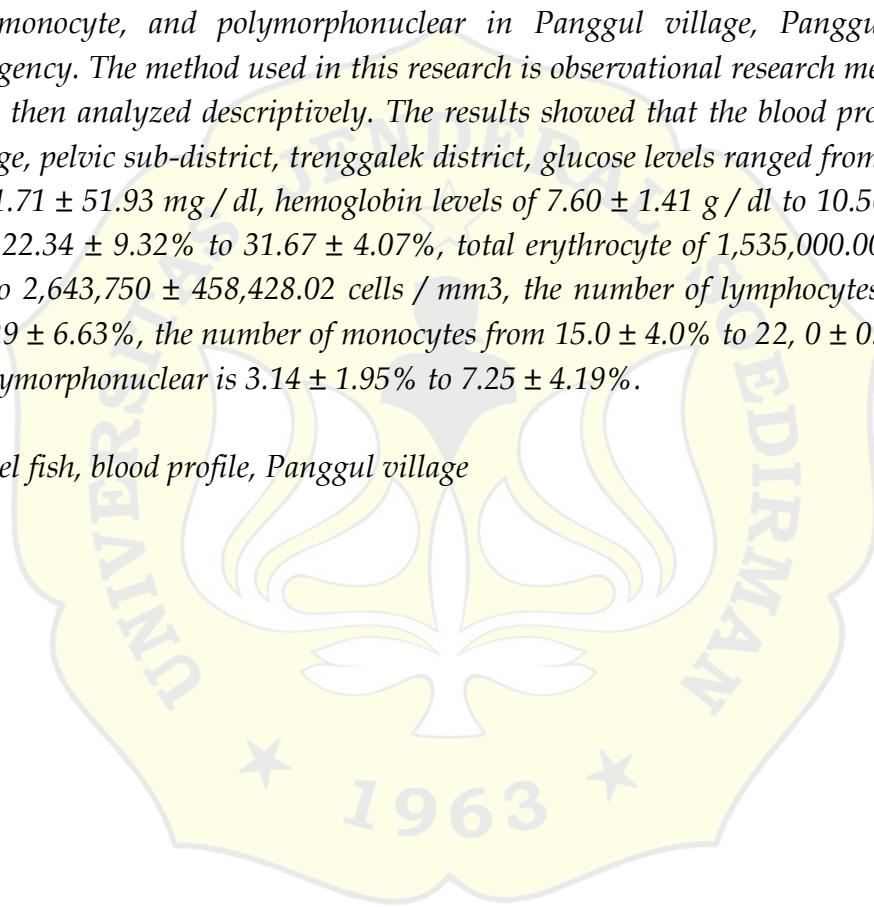 monocyte, and polymorphonuclear in Panggul village, Panggu
gency. The method used in this research is observational research me
then analyzed descriptively. The results showed that the blood pro
ge, pelvic sub-district, trenggalek district, glucose levels ranged from
1.71 ± 51.93 mg / dl, hemoglobin levels of 7.60 ± 1.41 g / dl to 10.5
22.34 ± 9.32% to 31.67 ± 4.07%, total erythrocyte of 1,535,000.00
o 2,643,750 ± 458,428.02 cells / mm3, the number of lymphocytes
9 ± 6.63%, the number of monocytes from 15.0 ± 4.0% to 22, 0 ± 0
ymorphonuclear is 3.14 ± 1.95% to 7.25 ± 4.19%.
el fish, blood profile, Panggul village
UNIVERSITAS JENDERAL SOEDIRMAN
1963